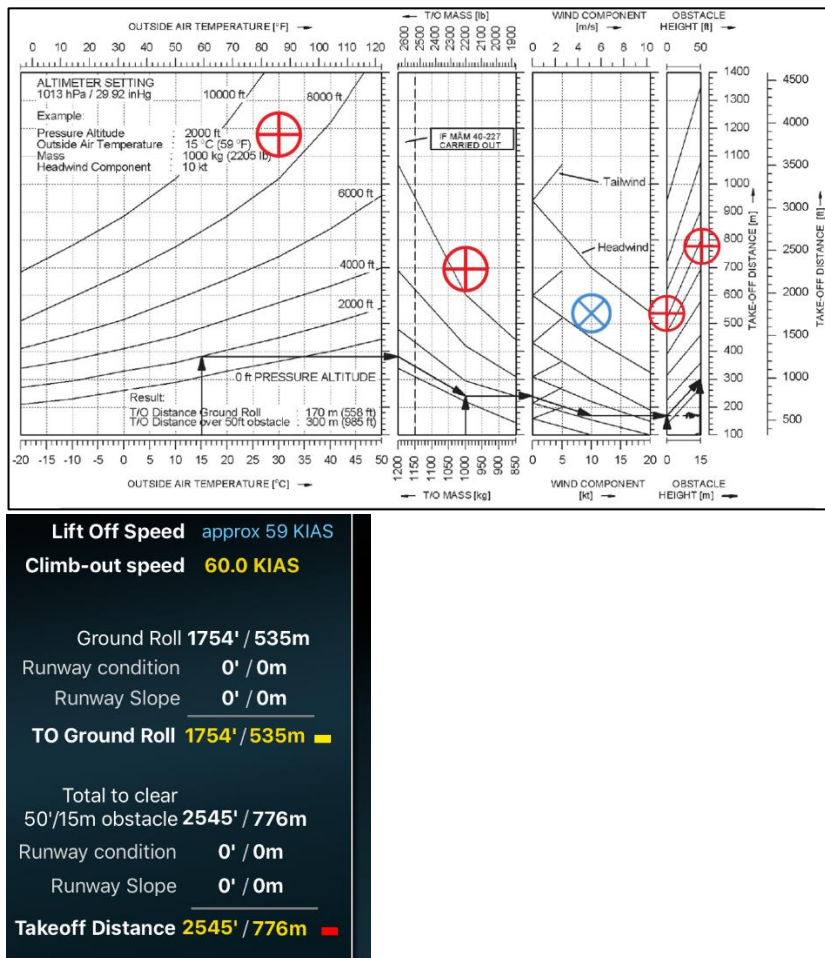 OUTSIDE AIR TEMPERATURE [°F]
T/O MASS [lb]
WIND COMPONENT
[m/s]
OBSTACLE
HEIGHT [ft]
0 10 20 30 40 50 60 70 80 90 100 110 120
2600 2500 2400 2300 2200 2100 2000 1900
0 2 4 6 8 10
0 50
ALTIMETER SETTING
1013 hPa / 29.92 inHg
Example:
Pressure Altitude : 2000 ft
Outside Air Temperature : 15 °C (59 °F)
Mass : 1000 kg (2205 lb)
Headwind Component : 10 kt
10000 ft
8000 ft
6000 ft
4000 ft
2000 ft
0 ft PRESSURE ALTITUDE
Result:
T/O Distance Ground Roll : 170 m (558 ft)
T/O Distance over 50ft obstacle : 300 m (985 ft)
IF MÄM 40-227
CARRIED OUT
Tailwind
Headwind
1400
1300
1200
1100
1000
900
800
700
600
500
400
300
200
100
TAKE-OFF DISTANCE [m]
4500
4000
3500
3000
2500
2000
1500
1000
500
TAKE-OFF DISTANCE [ft]
-20 -15 -10 -5 0 5 10 15 20 25 30 35 40 45 50
1200 1150 1100 1050 1000 950 900 850
0 5 10 15 20
0 15
OUTSIDE AIR TEMPERATURE [°C]
T/O MASS [kg]
WIND COMPONENT
[kt]
OBSTACLE
HEIGHT [m]
Lift Off Speed approx 59 KIAS
Climb-out speed 60.0 KIAS
Ground Roll 1754' / 535m
Runway condition 0' / 0m
Runway Slope 0' / 0m
TO Ground Roll 1754' / 535m
Total to clear
50'/15m obstacle 2545' / 776m
Runway condition 0' / 0m
Runway Slope 0' / 0m
Takeoff Distance 2545' / 776m